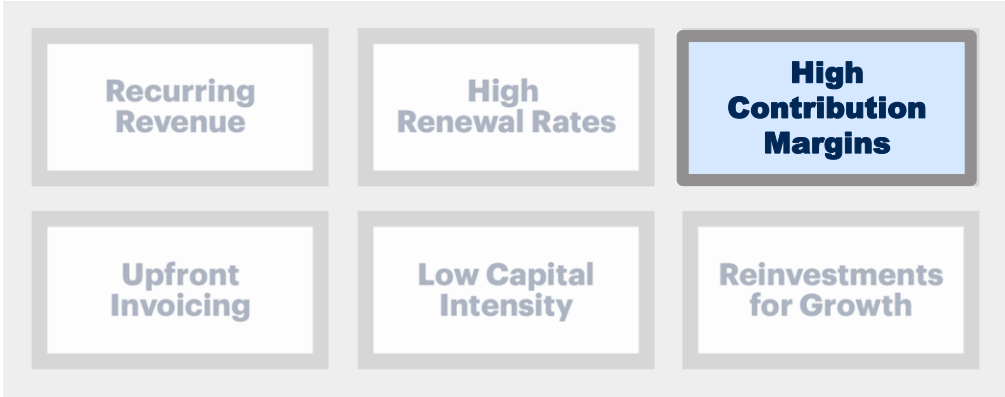 Recurring
Revenue
High
Renewal Rates
High
Contribution
Margins
Upfront
Invoicing
Low Capital
Intensity
Reinvestments
for Growth